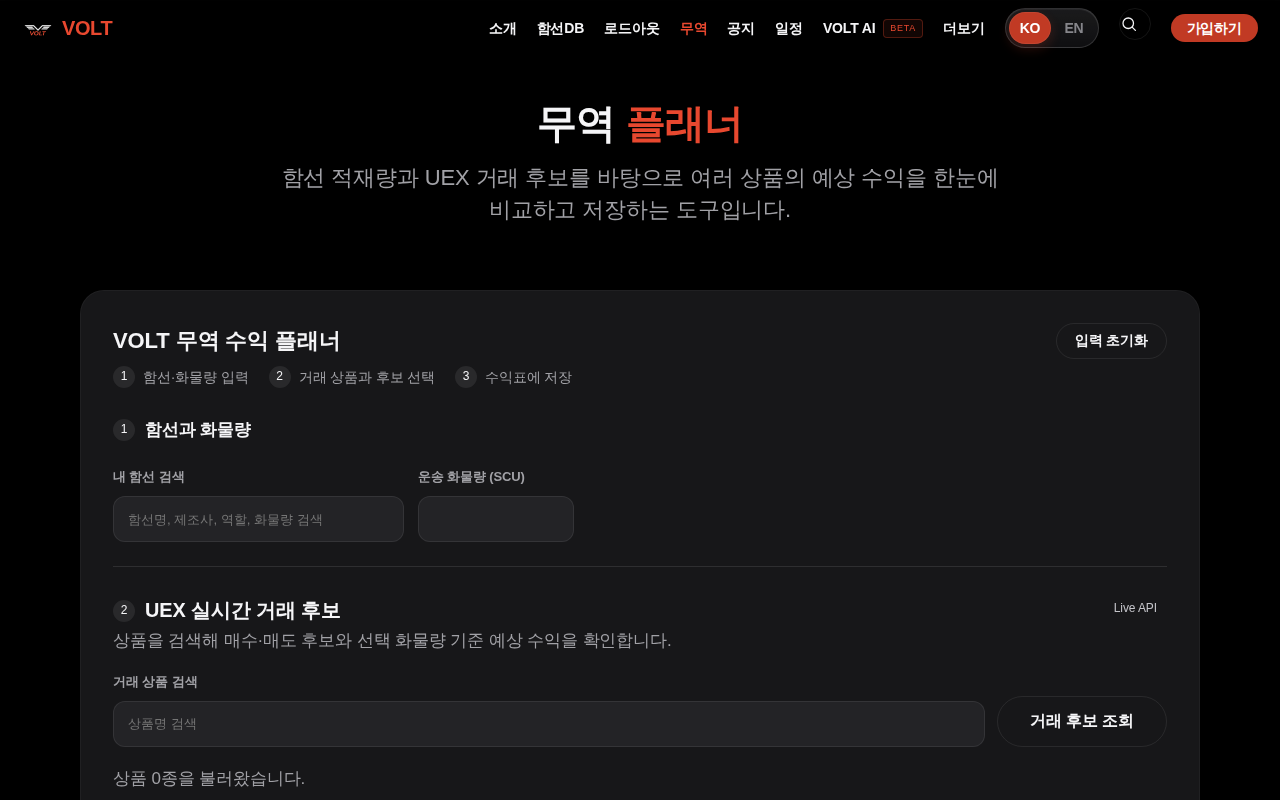 VOLT
VOLT
소개
함선DB
로드아웃
무역
공지
일정
VOLT AI BETA
더보기
KO
EN
가입하기
무역 플래너
함선 적재량과 UEX 거래 후보를 바탕으로 여러 상품의 예상 수익을 한눈에
비교하고 저장하는 도구입니다.
VOLT 무역 수익 플래너
입력 초기화
1 함선·화물량 입력
2 거래 상품과 후보 선택
3 수익표에 저장
1 함선과 화물량
내 함선 검색
운송 화물량 (SCU)
함선명, 제조사, 역할, 화물량 검색
2 UEX 실시간 거래 후보
Live API
상품을 검색해 매수·매도 후보와 선택 화물량 기준 예상 수익을 확인합니다.
거래 상품 검색
상품명 검색
거래 후보 조회
상품 0종을 불러왔습니다.